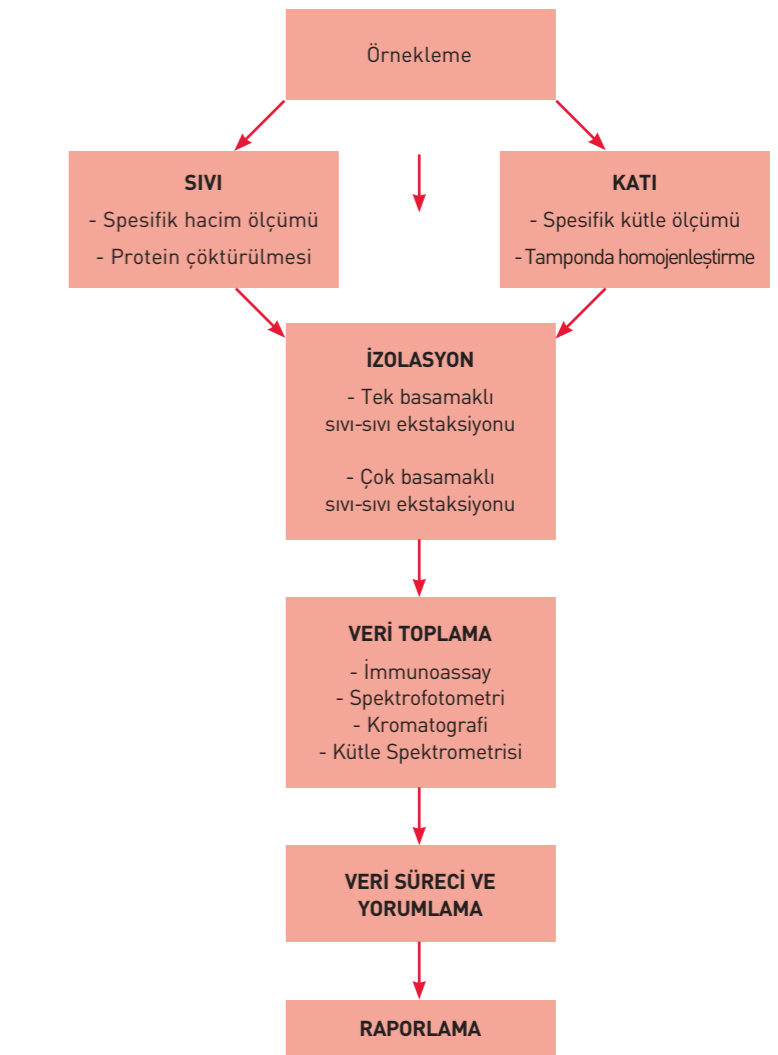 Örnekleme
SIVI
- Spesifik hacim ölçümü
- Protein çöktürülmesi
KATI
- Spesifik kütle ölçümü
- Tamponda homojenleştirme
İZOLASYON
- Tek basamaklı
sıvı-sıvı ekstaksiyonu
- Çok basamaklı
sıvı-sıvı ekstaksiyonu
VERİ TOPLAMA
- İmmunoassay
- Spektrofotometri
- Kromatografi
- Kütle Spektrometrisi
VERİ SÜRECİ VE
YORUMLAMA
RAPORLAMA